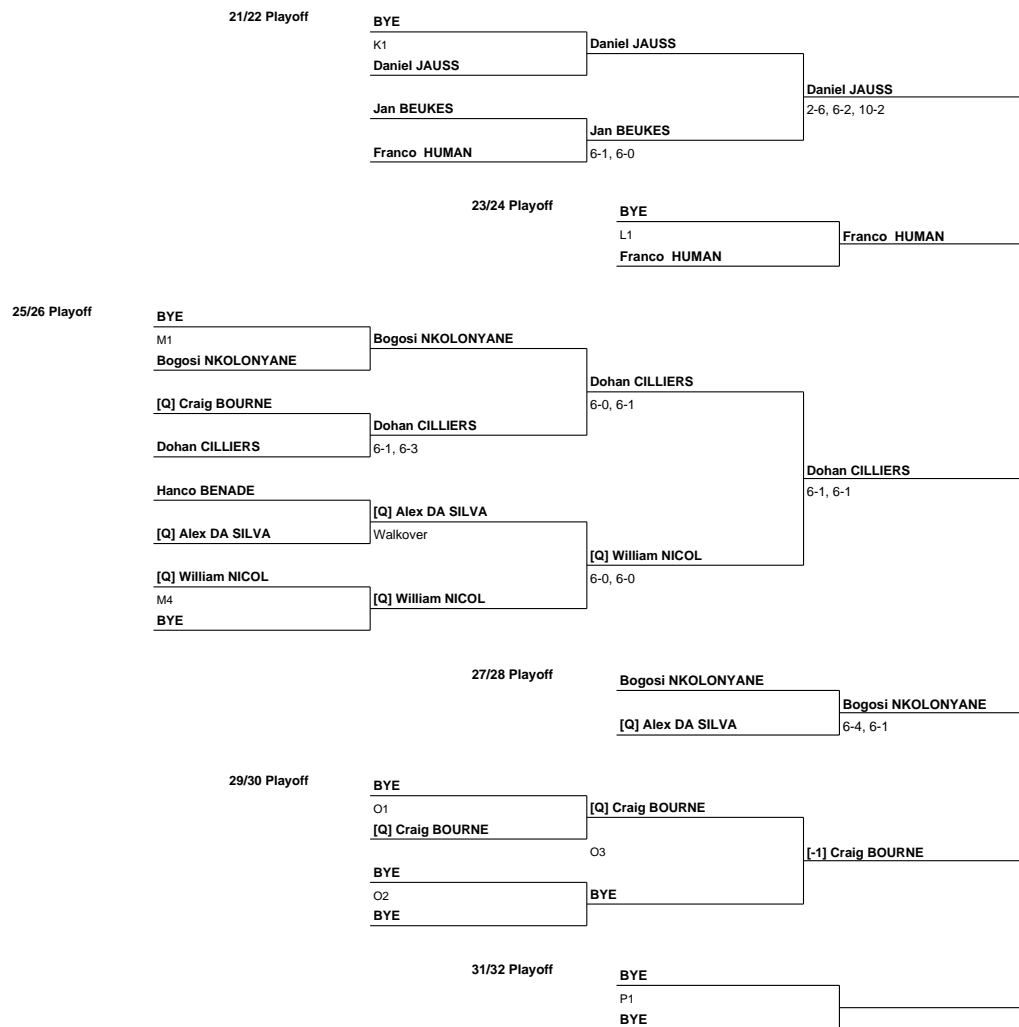 21/22 Playoff
BYE
K1
Daniel JAUSS
Daniel JAUSS
Jan BEUKES
Franco  HUMAN
Jan BEUKES
6-1, 6-0
Daniel JAUSS
2-6, 6-2, 10-2
23/24 Playoff
BYE
L1
Franco  HUMAN
Franco  HUMAN
25/26 Playoff
BYE
M1
Bogosi NKOLONYANE
Bogosi NKOLONYANE
[Q] Craig BOURNE
Dohan CILLIERS
Dohan CILLIERS
6-1, 6-3
Dohan CILLIERS
6-0, 6-1
Hanco BENADE
[Q] Alex DA SILVA
[Q] Alex DA SILVA
Walkover
[Q] William NICOL
M4
BYE
[Q] William NICOL
[Q] William NICOL
6-0, 6-0
Dohan CILLIERS
6-1, 6-1
27/28 Playoff
Bogosi NKOLONYANE
[Q] Alex DA SILVA
Bogosi NKOLONYANE
6-4, 6-1
29/30 Playoff
BYE
O1
[Q] Craig BOURNE
[Q] Craig BOURNE
O3
BYE
O2
BYE
BYE
[-1] Craig BOURNE
31/32 Playoff
BYE
P1
BYE